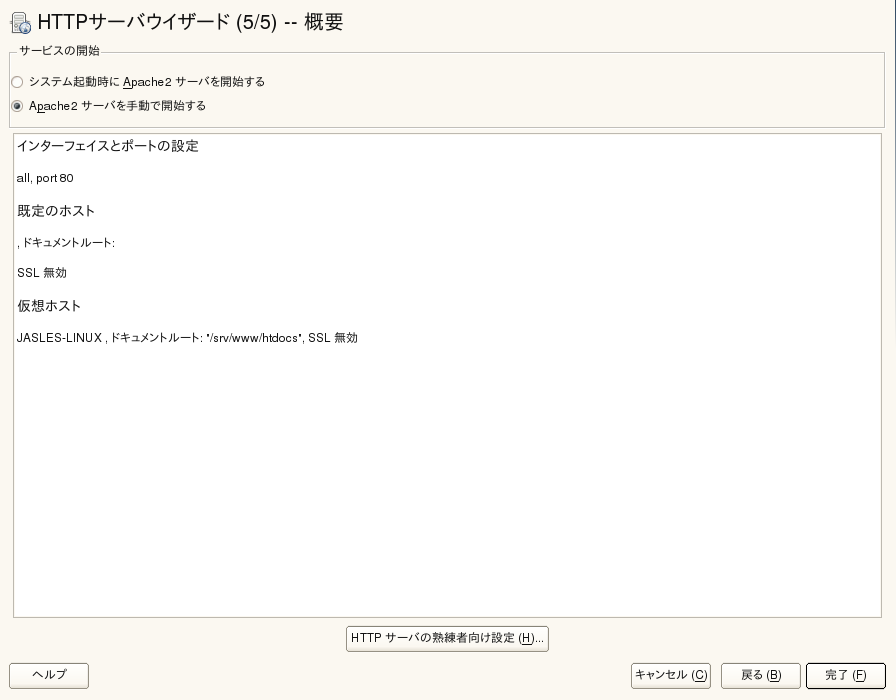 HTTPサーバウイザード (5/5) -- 概要
サービスの開始
システム起動時に Apache2 サーバを開始する
Apache2 サーバを手動で開始する
インターフェイスとポートの設定
all, port 80
既定のホスト
, ドキュメントルート:
SSL 無効
仮想ホスト
JASLES-LINUX , ドキュメントルート: "/srv/www/htdocs", SSL 無効
HTTP サーバの熟練者向け設定 (H)...
ヘルプ
キャンセル (C)
戻る (B)
完了 (F)